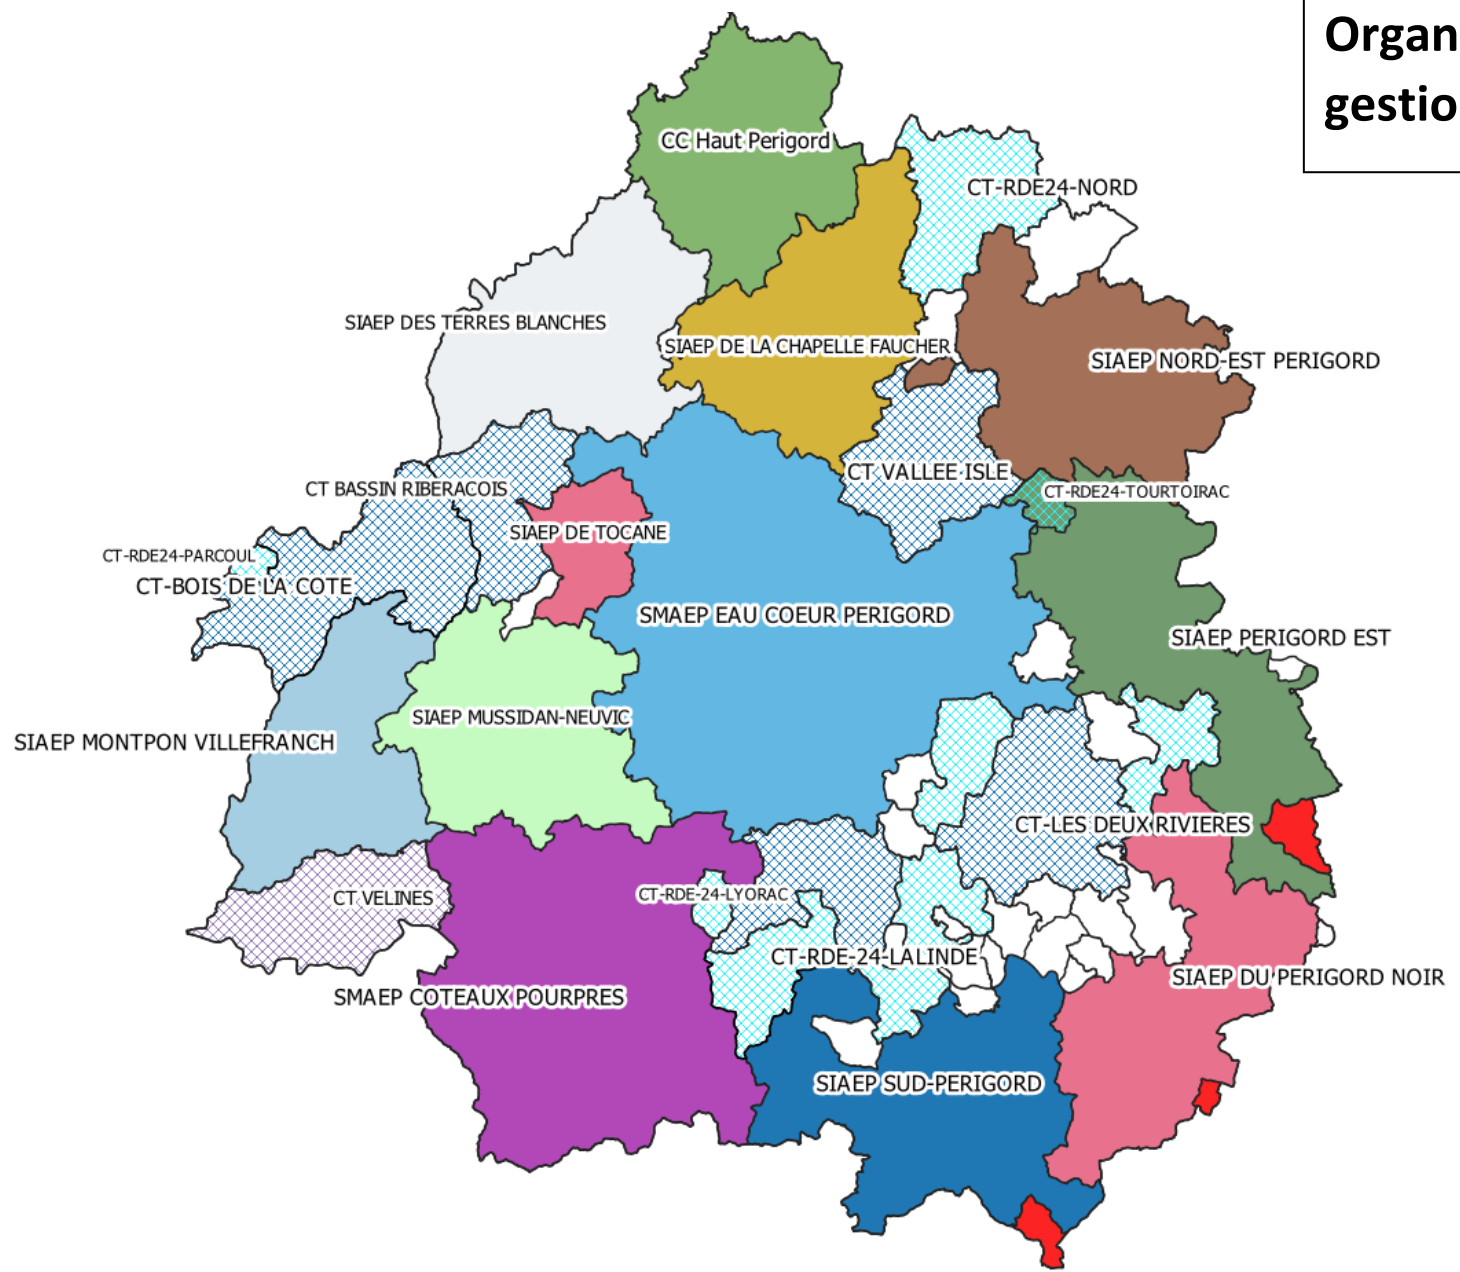 Organ
gestio
CC Haut Perigord
CT-RDE24-NORD
SIAEP DES TERRES BLANCHES
SIAEP DE LA CHAPELLE FAUCHER
SIAEP NORD-EST PERIGORD
CT VALLEE ISLE
CT BASSIN RIBERACOIS
CT-RDE24-TOURTOIRAC
SIAEP DE TOCANE
CT-RDE24-PARCOUL
CT-BOIS DE LA COTE
SMAEP EAU COEUR PERIGORD
SIAEP PERIGORD EST
SIAEP MUSSIDAN-NEUVIC
SIAEP MONTPON VILLEFRANCH
CT-LES DEUX RIVIERES
CT VELINES
CT-RDE-24-LYORAC
CT-RDE-24-LALINDE
SIAEP DU PERIGORD NOIR
SMAEP COTEAUX POURPRES
SIAEP SUD-PERIGORD